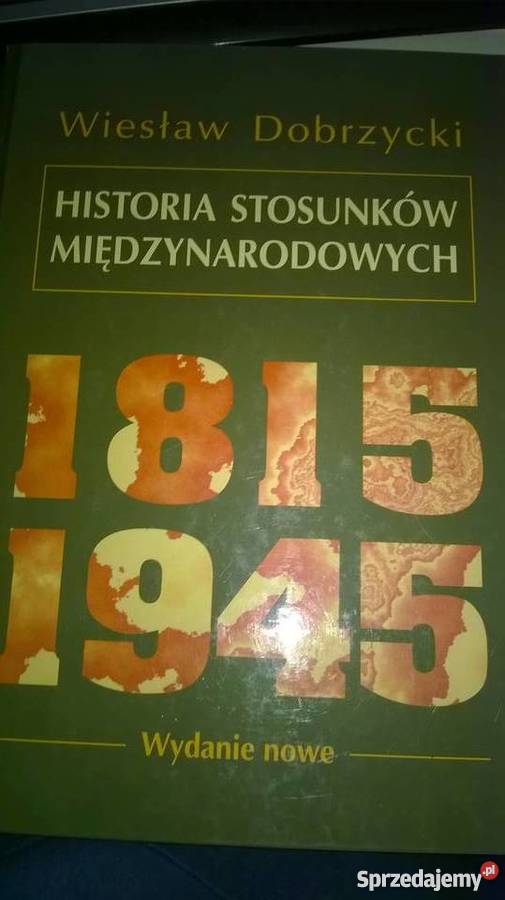 Wiesław Dobrzycki
HISTORIA STOSUNKÓW
MIĘDZYNARODOWYCH
1815
1945
Wydanie nowe
Sprzedajemy.pl